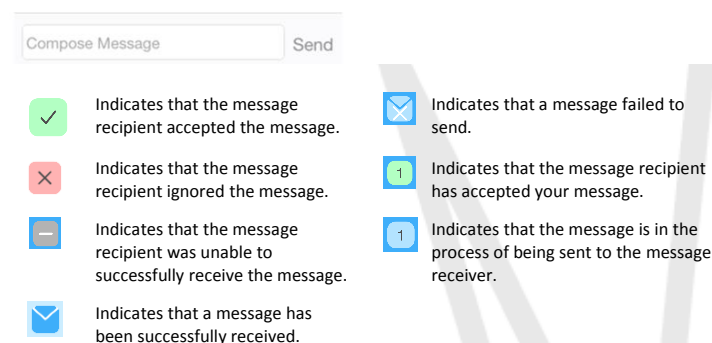 Compose Message Send
Indicates that the message
recipient accepted the message.
Indicates that the message
recipient ignored the message.
Indicates that the message
recipient was unable to
successfully receive the message.
Indicates that a message has
been successfully received.
Indicates that a message failed to
send.
1 Indicates that the message recipient
has accepted your message.
1 Indicates that the message is in the
process of being sent to the message
receiver.